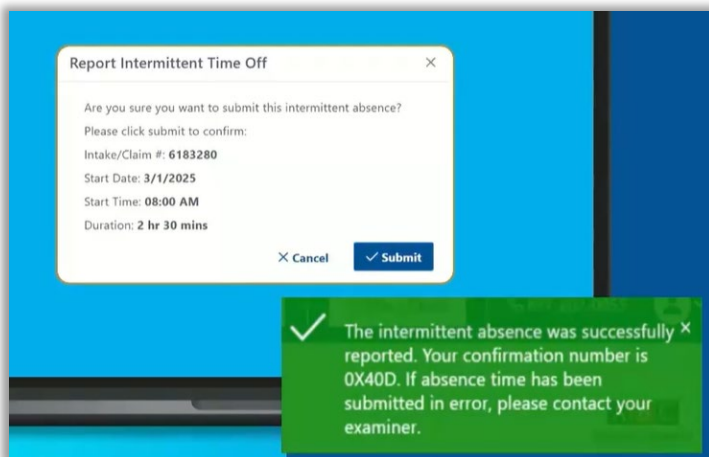 Report Intermittent Time Off
Are you sure you want to submit this intermittent absence?
Please click submit to confirm:
Intake/Claim #: 6183280
Start Date: 3/1/2025
Start Time: 08:00 AM
Duration: 2 hr 30 mins
Cancel
Submit
The intermittent absence was successfully
reported. Your confirmation number is
0X40D. If absence time has been
submitted in error, please contact your
examiner.